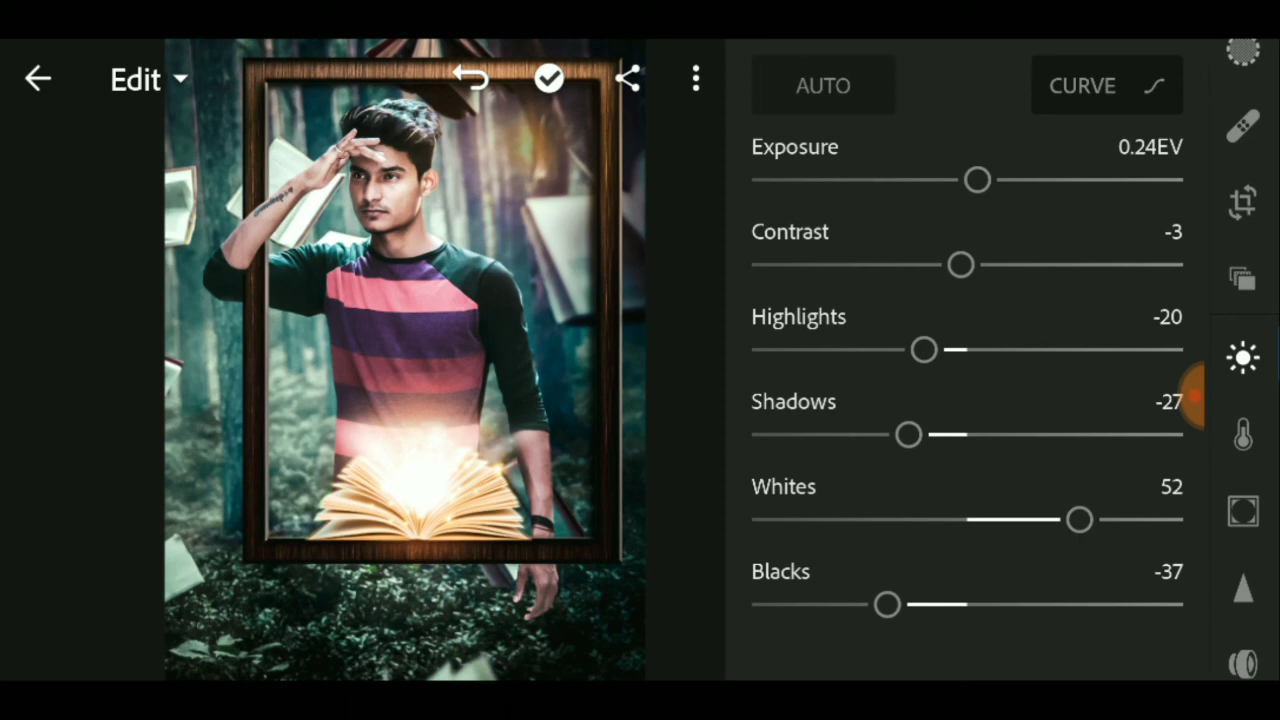 Edit
AUTO
CURVE
Exposure 0.24EV
Contrast -3
Highlights -20
Shadows -27
Whites 52
Blacks -37